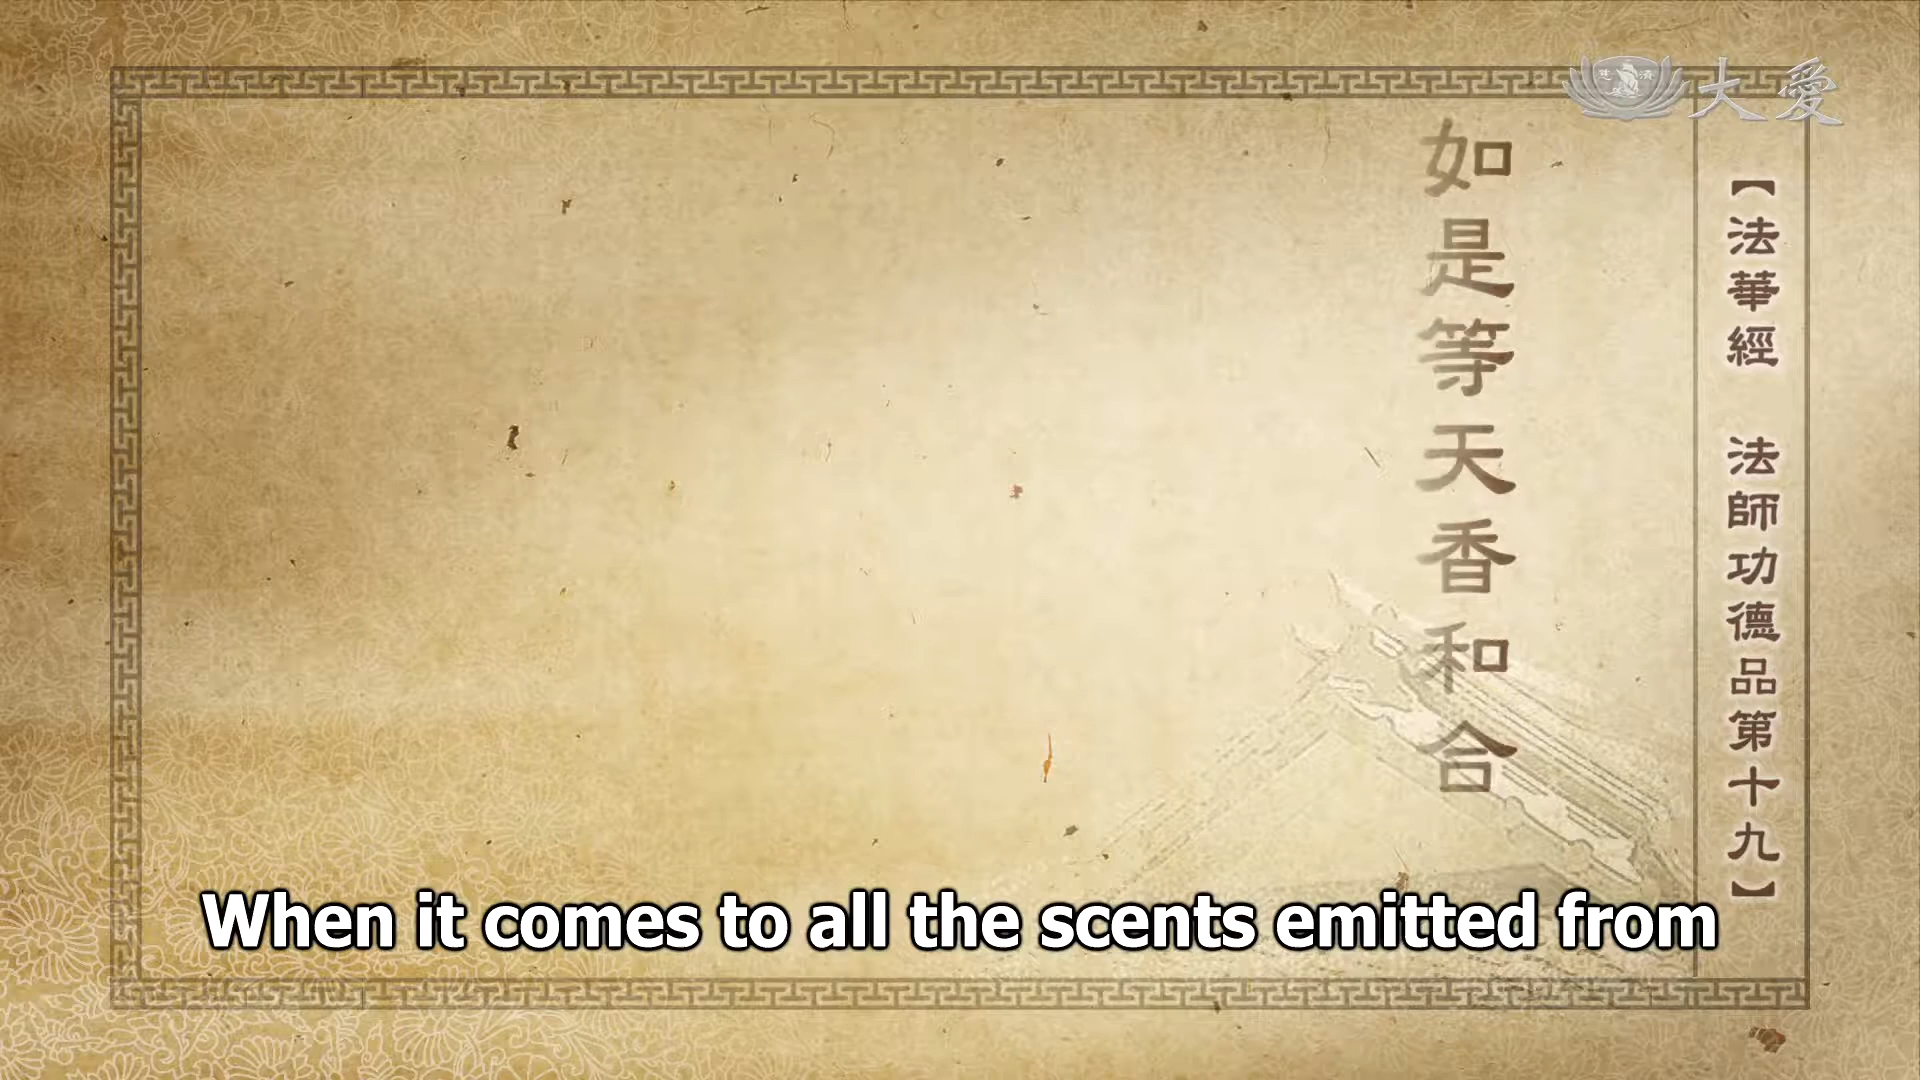 大愛
【法華經 法師功德品第十九】
如是等天香和合
When it comes to all the scents emitted from